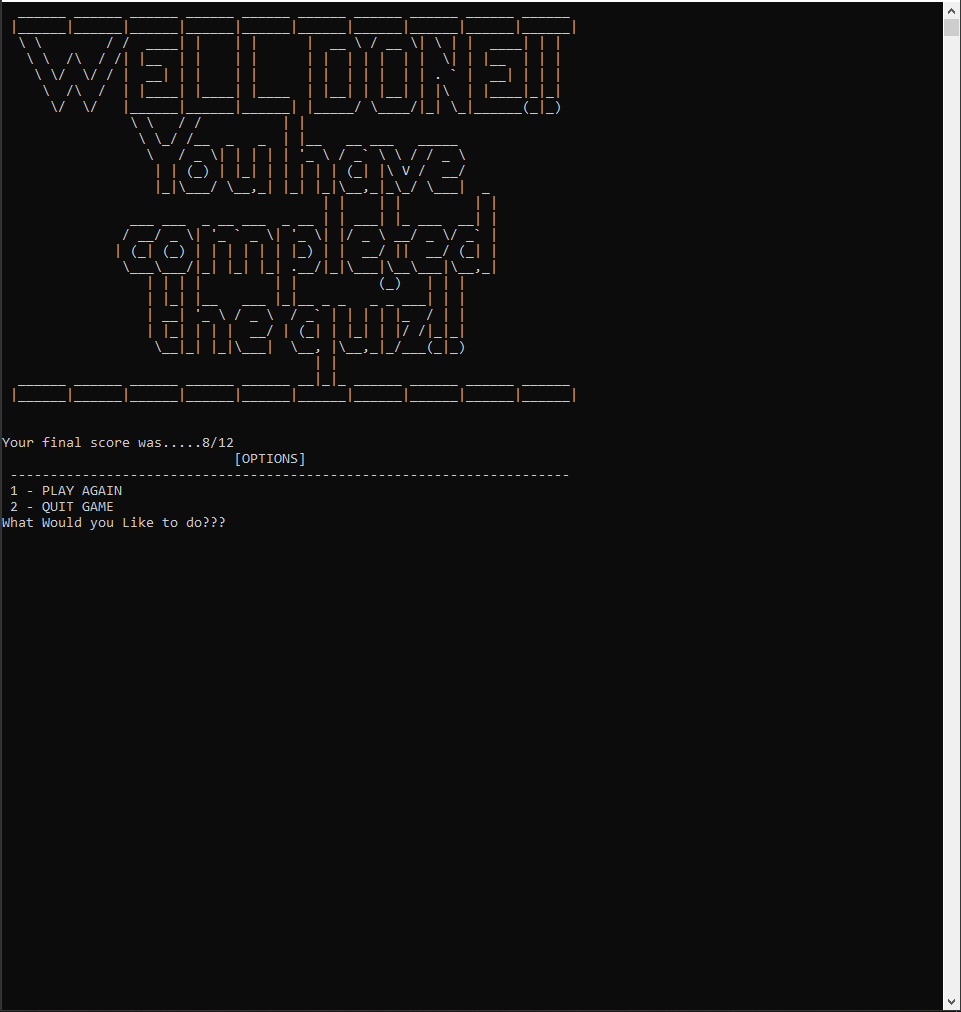 WELL DONE!
You have
completed
the quiz!
Your final score was.....8/12
[OPTIONS]
----------------------------------------------------------------------
1 - PLAY AGAIN
2 - QUIT GAME
What Would you Like to do???